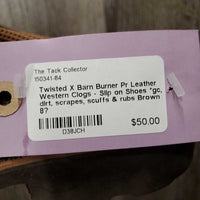 The Tack Collector
150341-84
Twisted X Barn Burner Pr Leather
Western Clogs - Slip on Shoes *gc,
dirt, scrapes, scuffs & rubs Brown
8?
$50.00
D38JCH